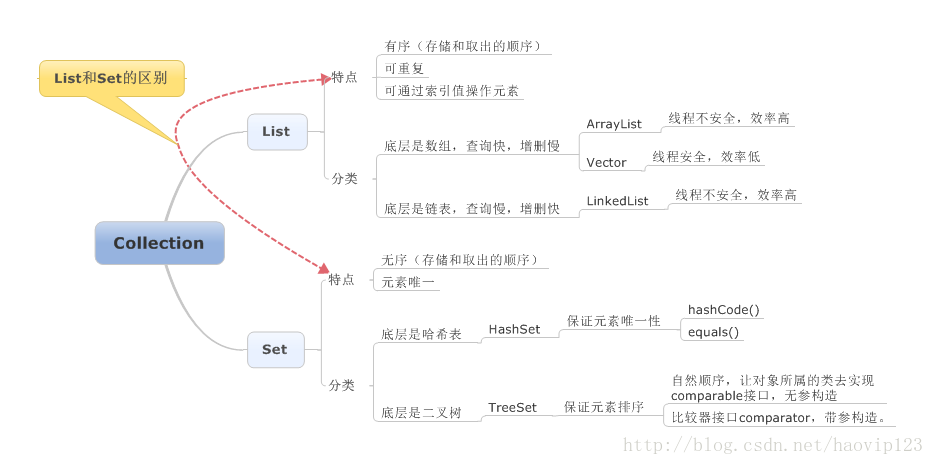 List和Set的区别
Collection
List
特点
有序（存储和取出的顺序）
可重复
可通过索引值操作元素
分类
底层是数组，查询快，增删慢
ArrayList
线程不安全，效率高
Vector
线程安全，效率低
底层是链表，查询慢，增删快
LinkedList
线程不安全，效率高
Set
特点
无序（存储和取出的顺序）
元素唯一
分类
底层是哈希表
HashSet
保证元素唯一性
hashCode()
equals()
底层是二叉树
TreeSet
保证元素排序
自然顺序，让对象所属的类去实现
comparable接口，无参构造
比较器接口comparator，带参构造。
http://blog.csdn.net/haovip123